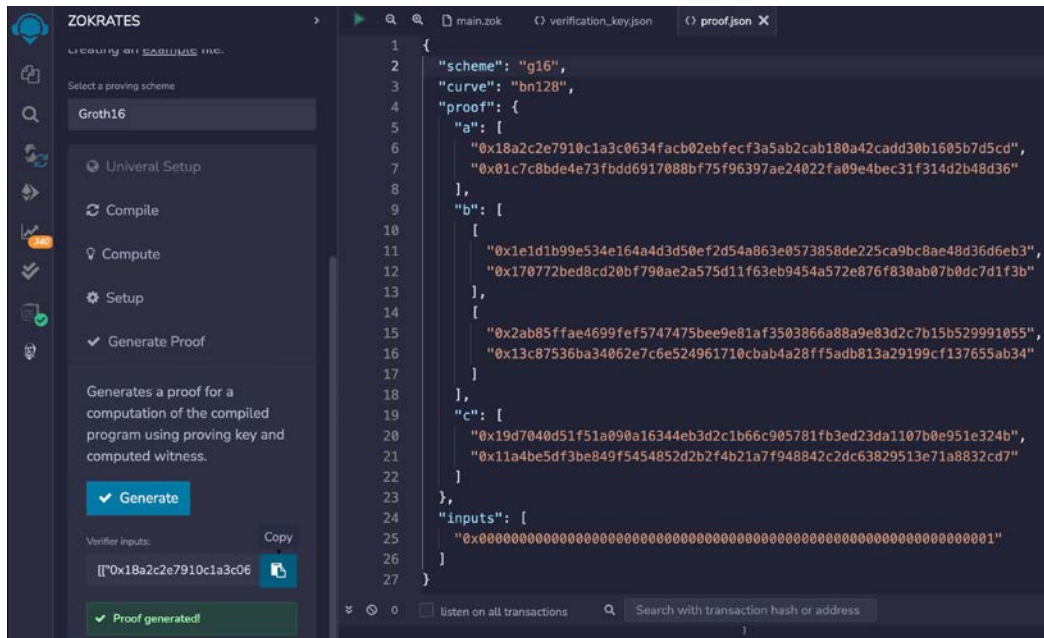 ZOKRATES
creating an example file.
Select a proving scheme
Groth16
Univeral Setup
Compile
340
Compute
Setup
Generate Proof
Generates a proof for a
computation of the compiled
program using proving key and
computed witness.
Generate
Verifier inputs:
Copy
[["0x18a2c2e7910c1a3c06
Proof generated!
main.zok
verification_key.json
proof.json
1 {
2 "scheme": "g16",
3 "curve": "bn128",
4 "proof": {
5 "a": [
6 "0x18a2c2e7910c1a3c0634facb02ebfecf3a5ab2cab180a42cadd30b1605b7d5cd",
7 "0x01c7c8bde4e73fbdd6917088bf75f96397ae24022fa09e4bec31f314d2b48d36"
8 ],
9 "b": [
10 [
11 "0x1e1d1b99e534e164a4d3d50ef2d54a863e0573858de225ca9bc8ae48d36d6eb3",
12 "0x170772bed8cd20bf790ae2a575d11f63eb9454a572e876f830ab07b0dc7d1f3b"
13 ],
14 [
15 "0x2ab85ffae4699fef5747475bee9e81af3503866a88a9e83d2c7b15b529991055",
16 "0x13c87536ba34062e7c6e524961710cbab4a28ff5adb813a29199cf137655ab34"
17 ]
18 ],
19 "c": [
20 "0x19d7040d51f51a090a16344eb3d2c1b66c905781fb3ed23da1107b0e951e324b",
21 "0x11a4be5df3be849f5454852d2b2f4b21a7f948842c2dc63829513e71a8832cd7"
22 ]
23 },
24 "inputs": [
25 "0x0000000000000000000000000000000000000000000000000000000000000001"
26 ]
27 }
0
listen on all transactions
Search with transaction hash or address